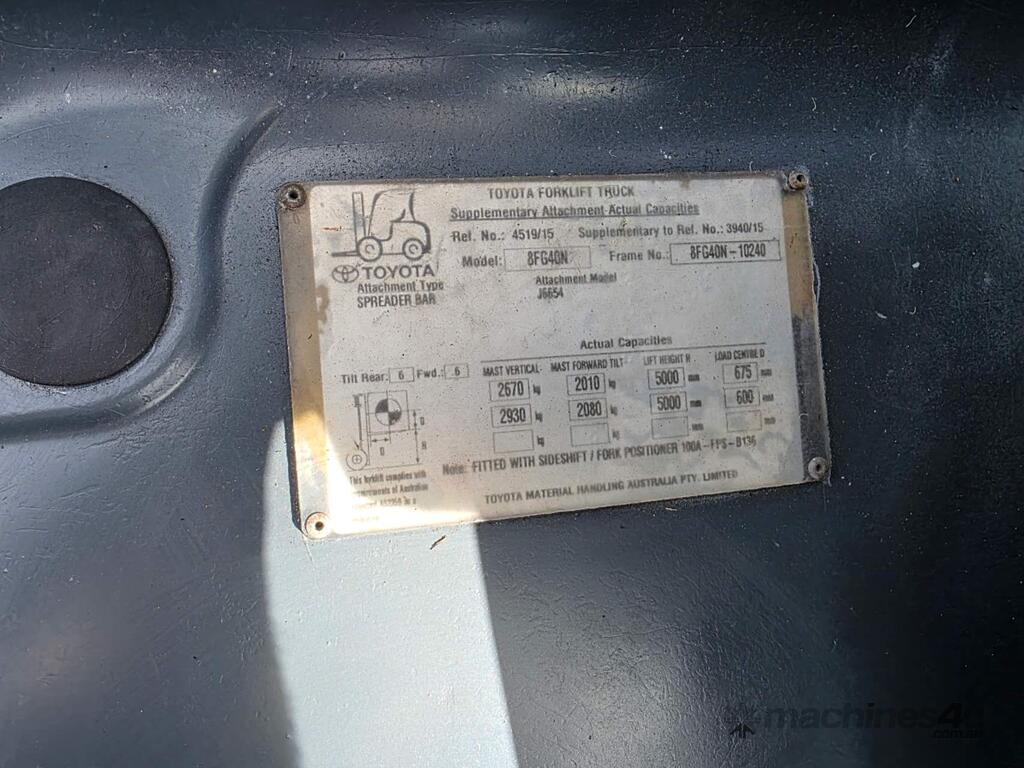 TOYOTA FORKLIFT TRUCK
Supplementary Attachment Actual Capacities
Ref. No.: 4519/15 Supplementary to Ref. No.: 3940/15
Model: 8FG40N Frame No.: 8FG40N-10240
TOYOTA
Attachment Type Attachment Model
SPREADER BAR J6654
Actual Capacities
Tilt Rear: 6 Fwd.: 6 MAST VERTICAL MAST FORWARD TILT LIFT HEIGHT H LOAD CENTRE D
2670 kg 2010 kg 5000 mm 675 mm
2930 kg 2080 kg 5000 mm 600 mm
kg kg mm mm
D
D H
Note: FITTED WITH SIDESHIFT / FORK POSITIONER 100A-FPS-B136
This forklift complies with
requirements of Australian
TOYOTA MATERIAL HANDLING AUSTRALIA PTY. LIMITED
machines4u
.com.au